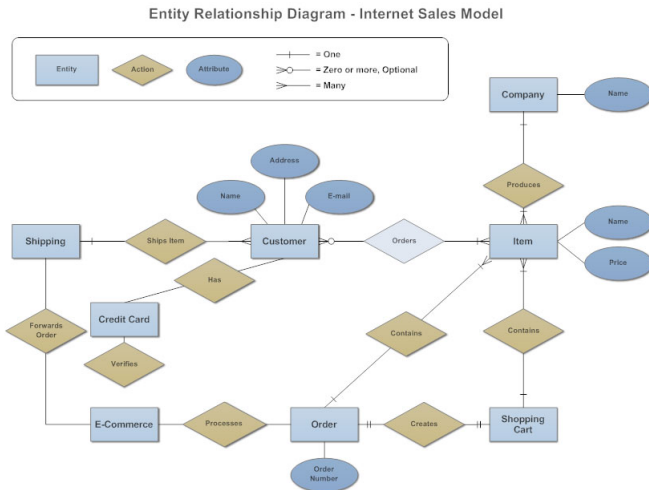 Entity Relationship Diagram - Internet Sales Model
Entity
Action
Attribute
= One
= Zero or more, Optional
= Many
Company
Name
Address
Name
E-mail
Produces
Shipping
Ships Item
Customer
Orders
Item
Name
Price
Has
Credit Card
Forwards
Order
Verifies
Contains
Contains
E-Commerce
Processes
Order
Creates
Shopping
Cart
Order
Number